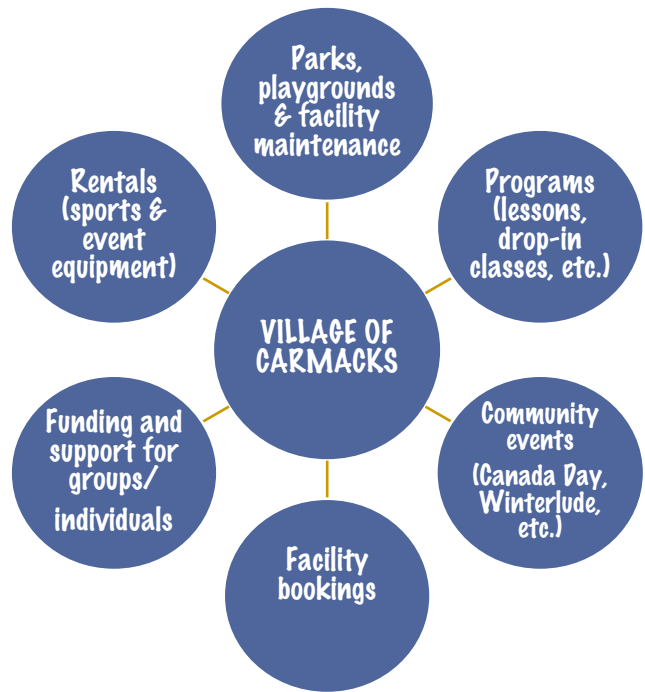 Parks,
playgrounds
& facility
maintenance
Programs
(lessons,
drop-in
classes, etc.)
Community
events
(Canada Day,
Winterlude,
etc.)
Facility
bookings
Funding and
support for
groups/
individuals
Rentals
(sports &
event
equipment)
VILLAGE OF
CARMACKS